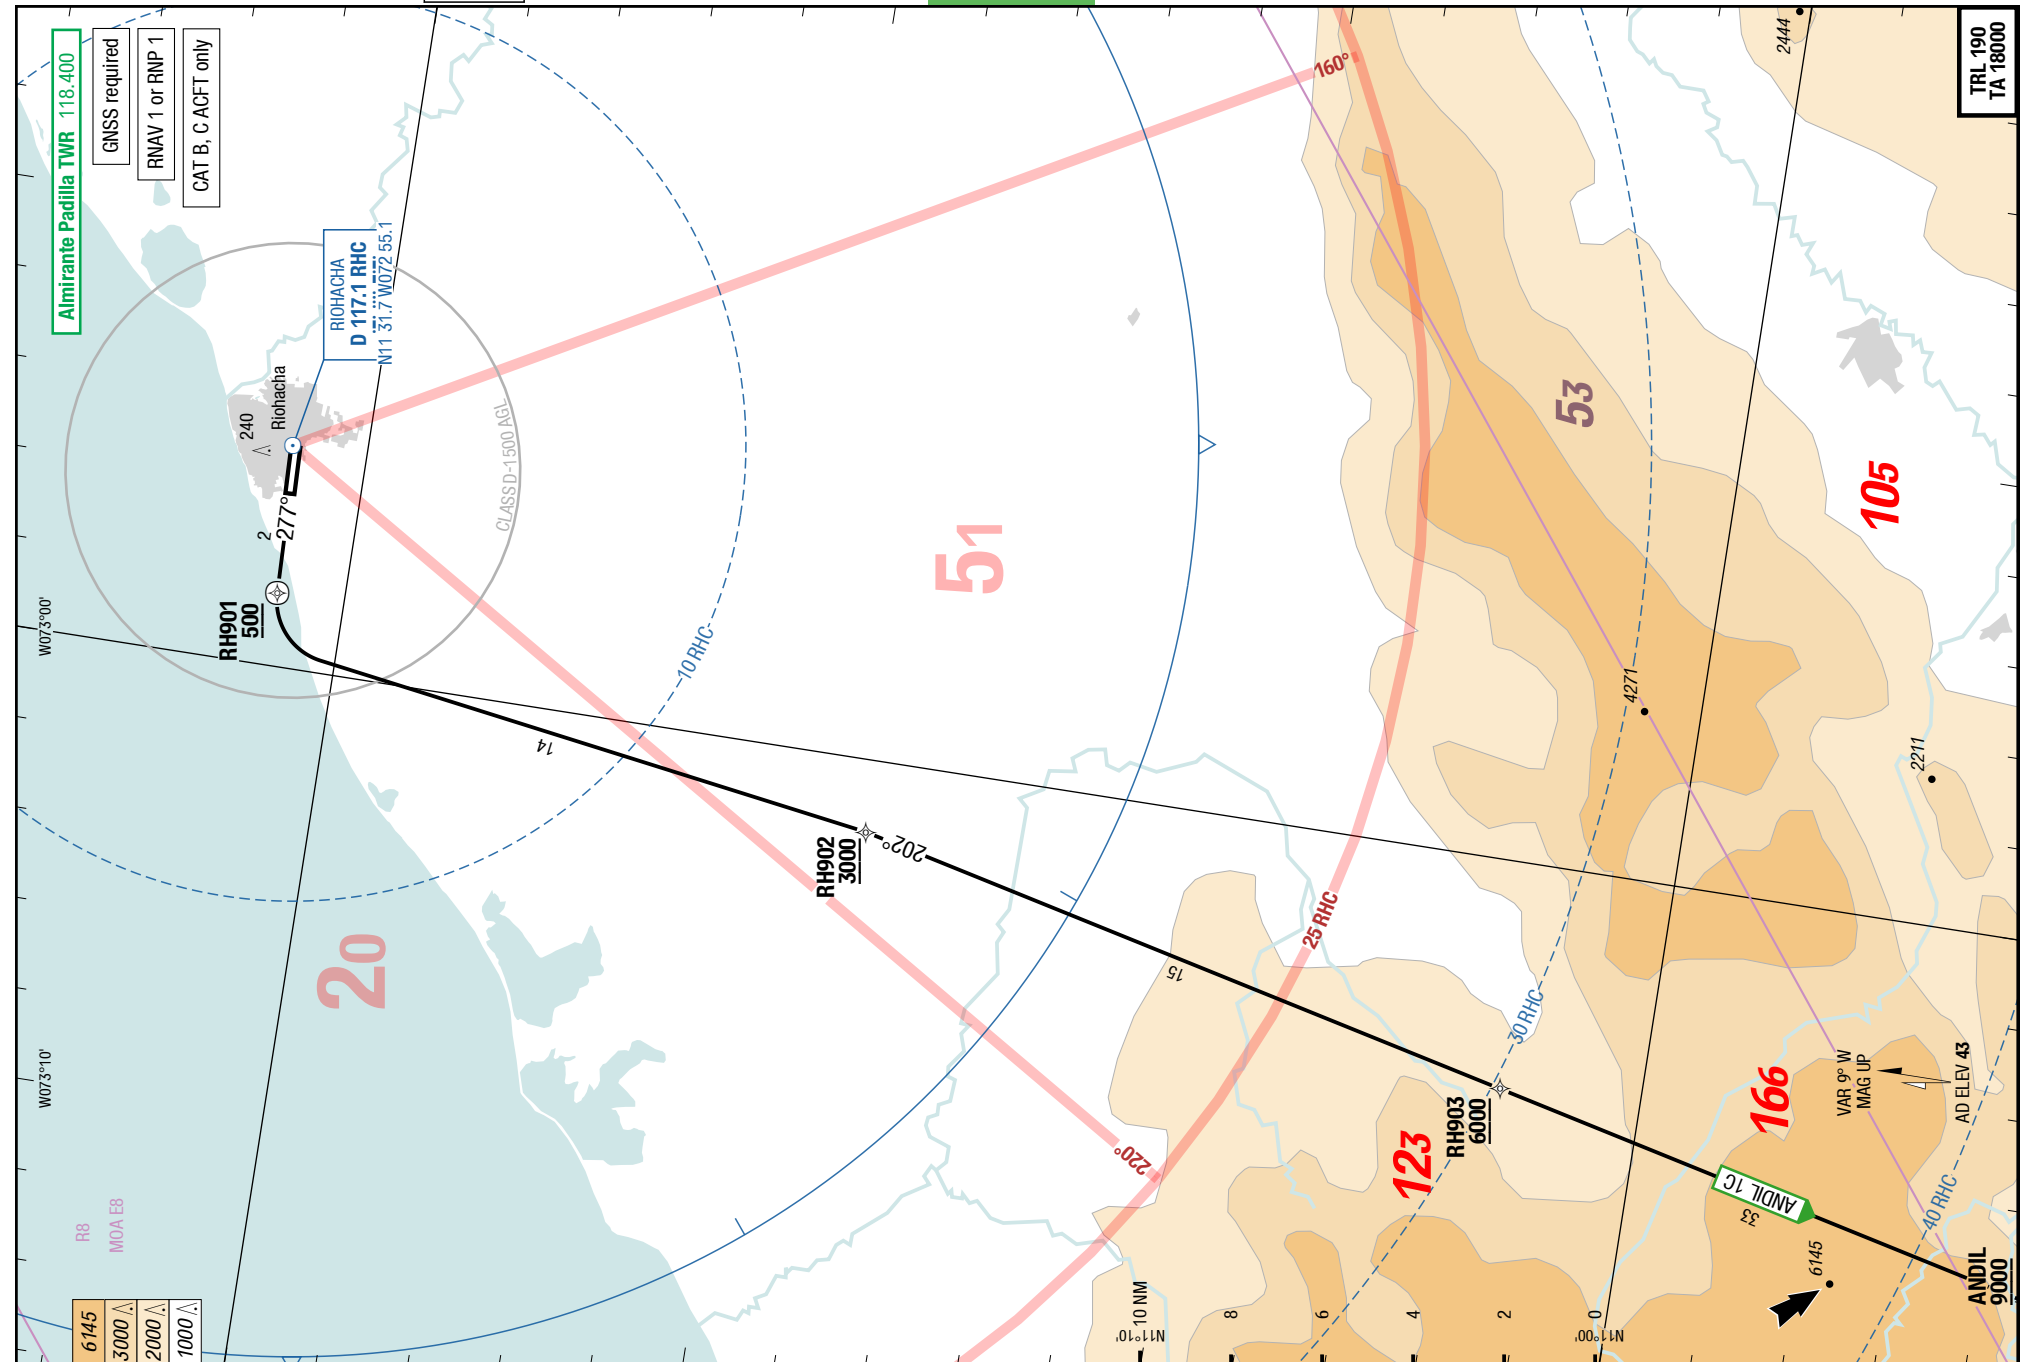 Almirante Padilla TWR 118.400
GNSS required
RNAV 1 or RNP 1
CAT B, C ACFT only
RIOHACHA
D 117.1 RHC
N11 31.7 W072 55.1
Riohacha
240
2
277°
RH901
500
CLASS D-1500 AGL
W073°00'
W073°10'
10 RHC
14
RH902
3000
202°
15
25 RHC
30 RHC
40 RHC
160°
220°
51
20
53
105
123
166
RH903
6000
ANDIL 1C
33
ANDIL
9000
6145
4271
2211
2444
VAR 9° W
MAG UP
AD ELEV 43
TRL 190
TA 18000
R8
MOA E8
6145
3000
2000
1000
10 NM
8
6
4
2
0
N11°10'
N11°00'